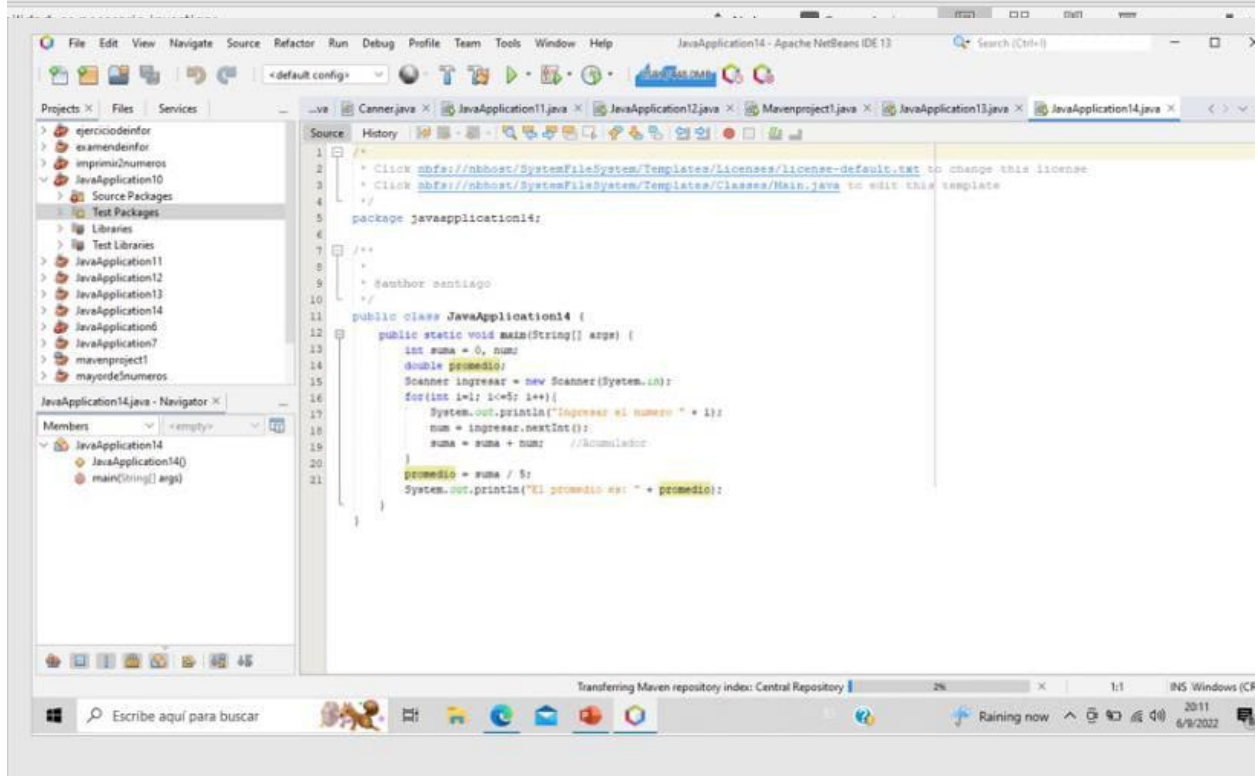 File Edit View Navigate Source Refactor Run Debug Profile Team Tools Window Help JavaApplication14 - Apache NetBeans IDE 13 Search (Ctrl+I)
<default config>
Projects Files Services
...va Canner.java JavaApplication11.java JavaApplication12.java Mavenproject1.java JavaApplication13.java JavaApplication14.java
Source History
ejerciciodeinfor
examendeinfor
imprimir2numeros
JavaApplication10
Source Packages
Test Packages
Libraries
Test Libraries
JavaApplication11
JavaApplication12
JavaApplication13
JavaApplication14
JavaApplication6
JavaApplication7
mavenproject1
mayorde5numeros
JavaApplication14.java - Navigator
Members <empty>
JavaApplication14
JavaApplication14()
main(String[] args)
1 /*
2 * Click nbfs://nbhost/SystemFileSystem/Templates/Licenses/license-default.txt to change this license
3 * Click nbfs://nbhost/SystemFileSystem/Templates/Classes/Main.java to edit this template
4 */
5 package javaapplication14;
6
7 /**
8 *
9 * @author santiago
10 */
11 public class JavaApplication14 {
12 public static void main(String[] args) {
13 int suma = 0, num;
14 double promedio;
15 Scanner ingresar = new Scanner(System.in);
16 for(int i=1; i<=5; i++){
17 System.out.println("Ingresar el numero " + i);
18 num = ingresar.nextInt();
19 suma = suma + num; //Acumulador
20 }
21 promedio = suma / 5;
System.out.println("El promedio es: " + promedio);
}
}
Transferring Maven repository index: Central Repository 2% 1:1 INS Windows (CR
Escribe aquí para buscar
Raining now
20:11
6/9/2022